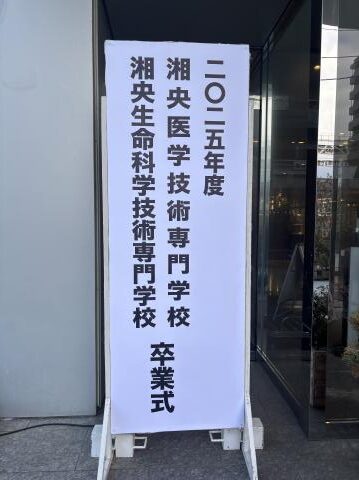 二〇二五年度
湘央医学技術専門学校
湘央生命科学技術専門学校
卒業式